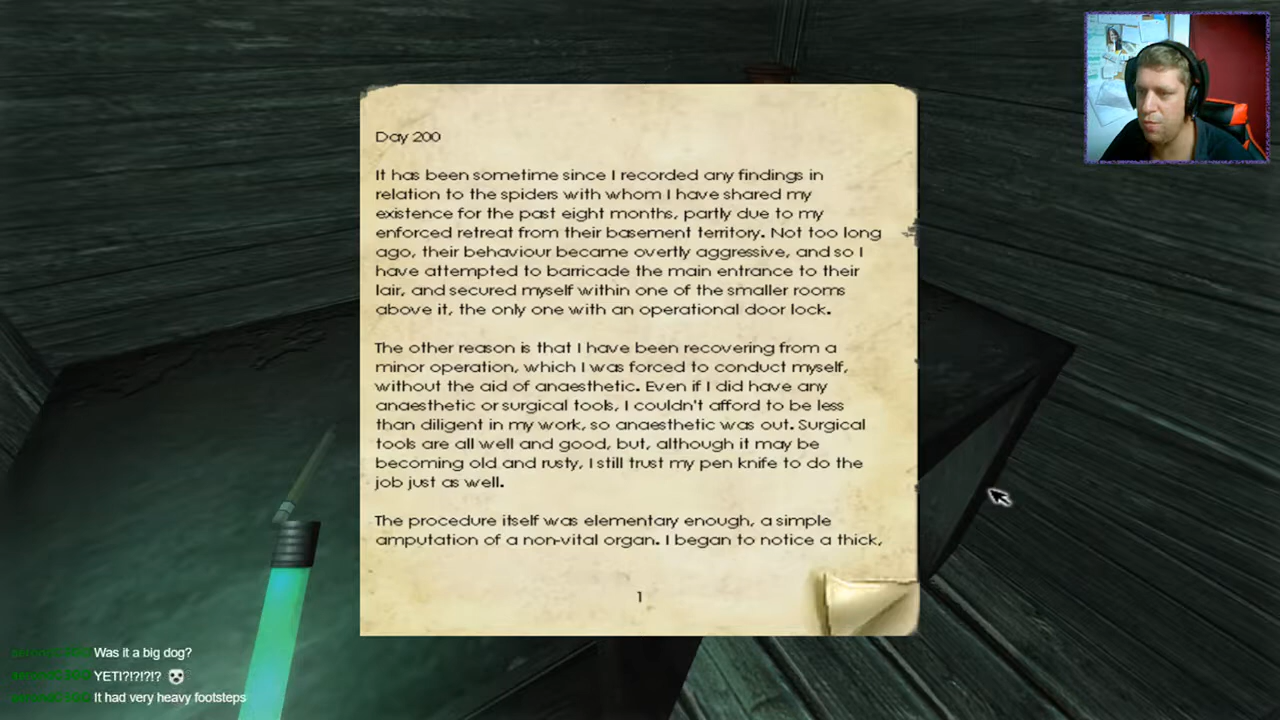 Day 200
It has been sometime since I recorded any findings in
relation to the spiders with whom I have shared my
existence for the past eight months, partly due to my
enforced retreat from their basement territory. Not too long
ago, their behaviour became overtly aggressive, and so I
have attempted to barricade the main entrance to their
lair, and secured myself within one of the smaller rooms
above it, the only one with an operational door lock.
The other reason is that I have been recovering from a
minor operation, which I was forced to conduct myself,
without the aid of anaesthetic. Even if I did have any
anaesthetic or surgical tools, I couldn't afford to be less
than diligent in my work, so anaesthetic was out. Surgical
tools are all well and good, but, although it may be
becoming old and rusty, I still trust my pen knife to do the
job just as well.
The procedure itself was elementary enough, a simple
amputation of a non-vital organ. I began to notice a thick,
1
Was it a big dog?
YETI?!?!?!?
It had very heavy footsteps